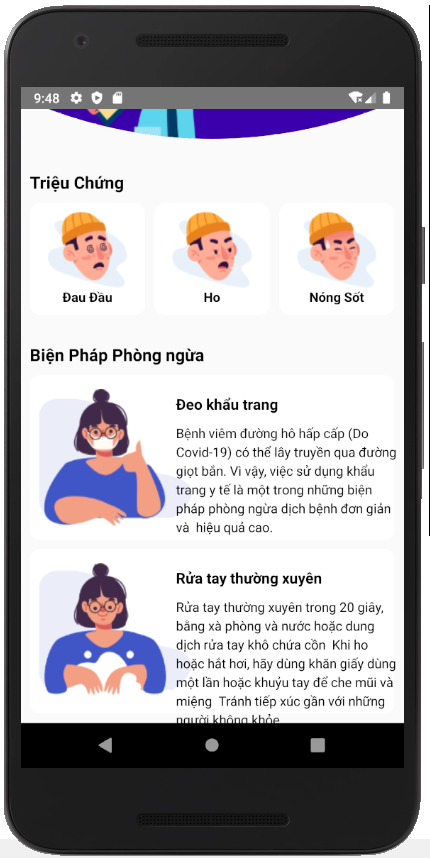 9:48
Triệu Chứng
Đau Đầu
Ho
Nóng Sốt
Biện Pháp Phòng ngừa
Đeo khẩu trang
Bệnh viêm đường hô hấp cấp (Do
Covid-19) có thể lây truyền qua đường
giọt bắn. Vì vậy, việc sử dụng khẩu
trang y tế là một trong những biện
pháp phòng ngừa dịch bệnh đơn giản
và hiệu quả cao.
Rửa tay thường xuyên
Rửa tay thường xuyên trong 20 giây,
bằng xà phòng và nước hoặc dung
dịch rửa tay khô chứa cồn Khi ho
hoặc hắt hơi, hãy dùng khăn giấy dùng
một lần hoặc khuỷu tay để che mũi và
miệng Tránh tiếp xúc gần với những
người không khỏe